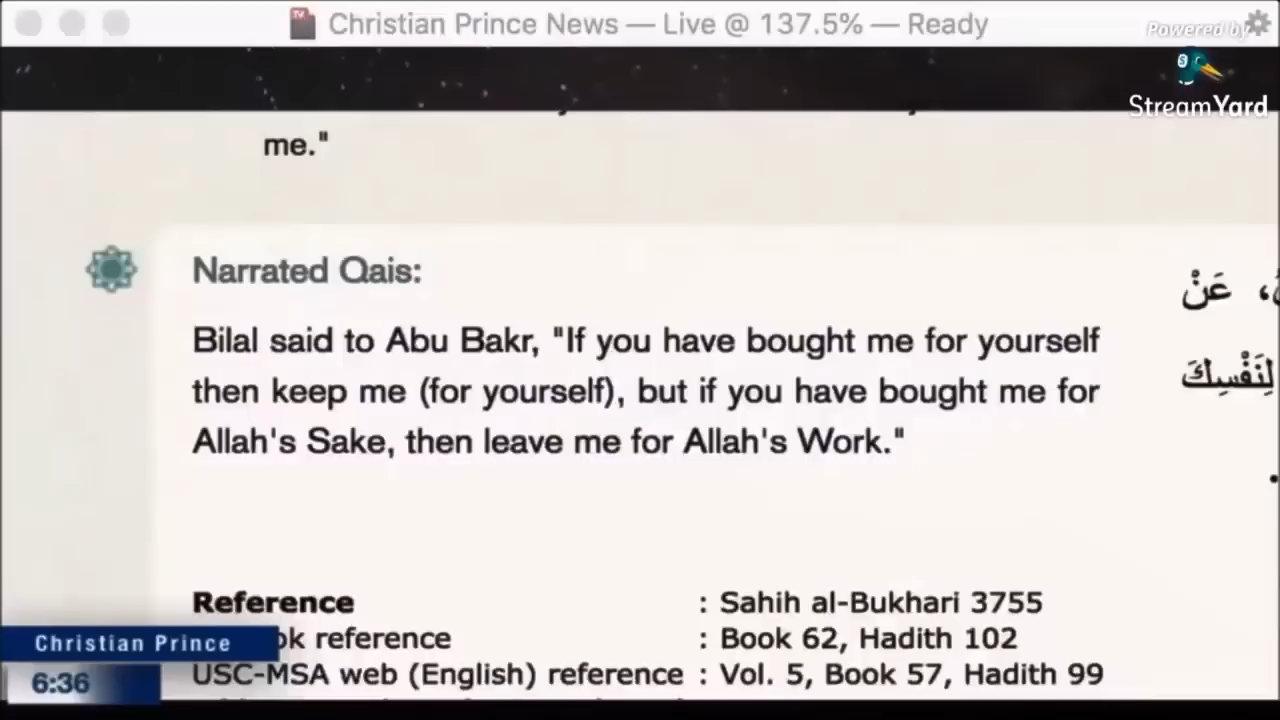 Christian Prince News — Live @ 137.5% — Ready
Powered by
StreamYard
me."
Narrated Qais:
عَنْ
Bilal said to Abu Bakr, "If you have bought me for yourself
لِنَفْسِكَ
then keep me (for yourself), but if you have bought me for
Allah's Sake, then leave me for Allah's Work."
Reference : Sahih al-Bukhari 3755
Christian Prince
ok reference : Book 62, Hadith 102
6:36
USC-MSA web (English) reference : Vol. 5, Book 57, Hadith 99